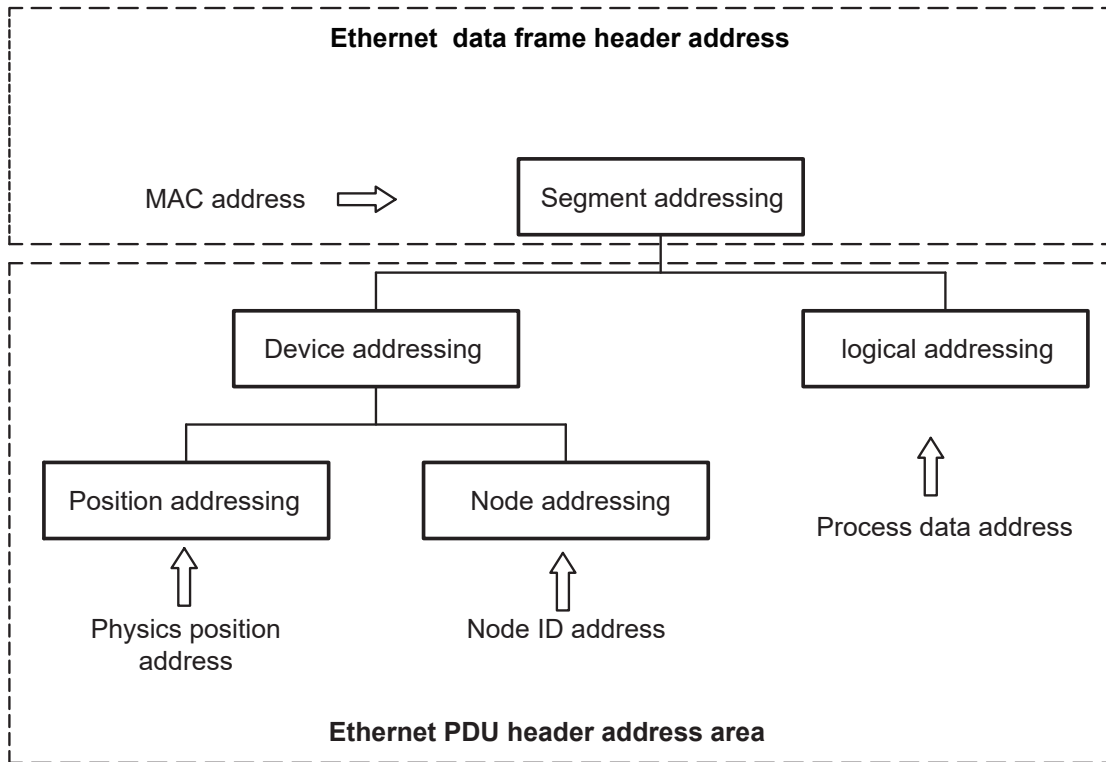 Ethernet data frame header address
MAC address
Segment addressing
Device addressing
logical addressing
Position addressing
Node addressing
Process data address
Physics position
address
Node ID address
Ethernet PDU header address area